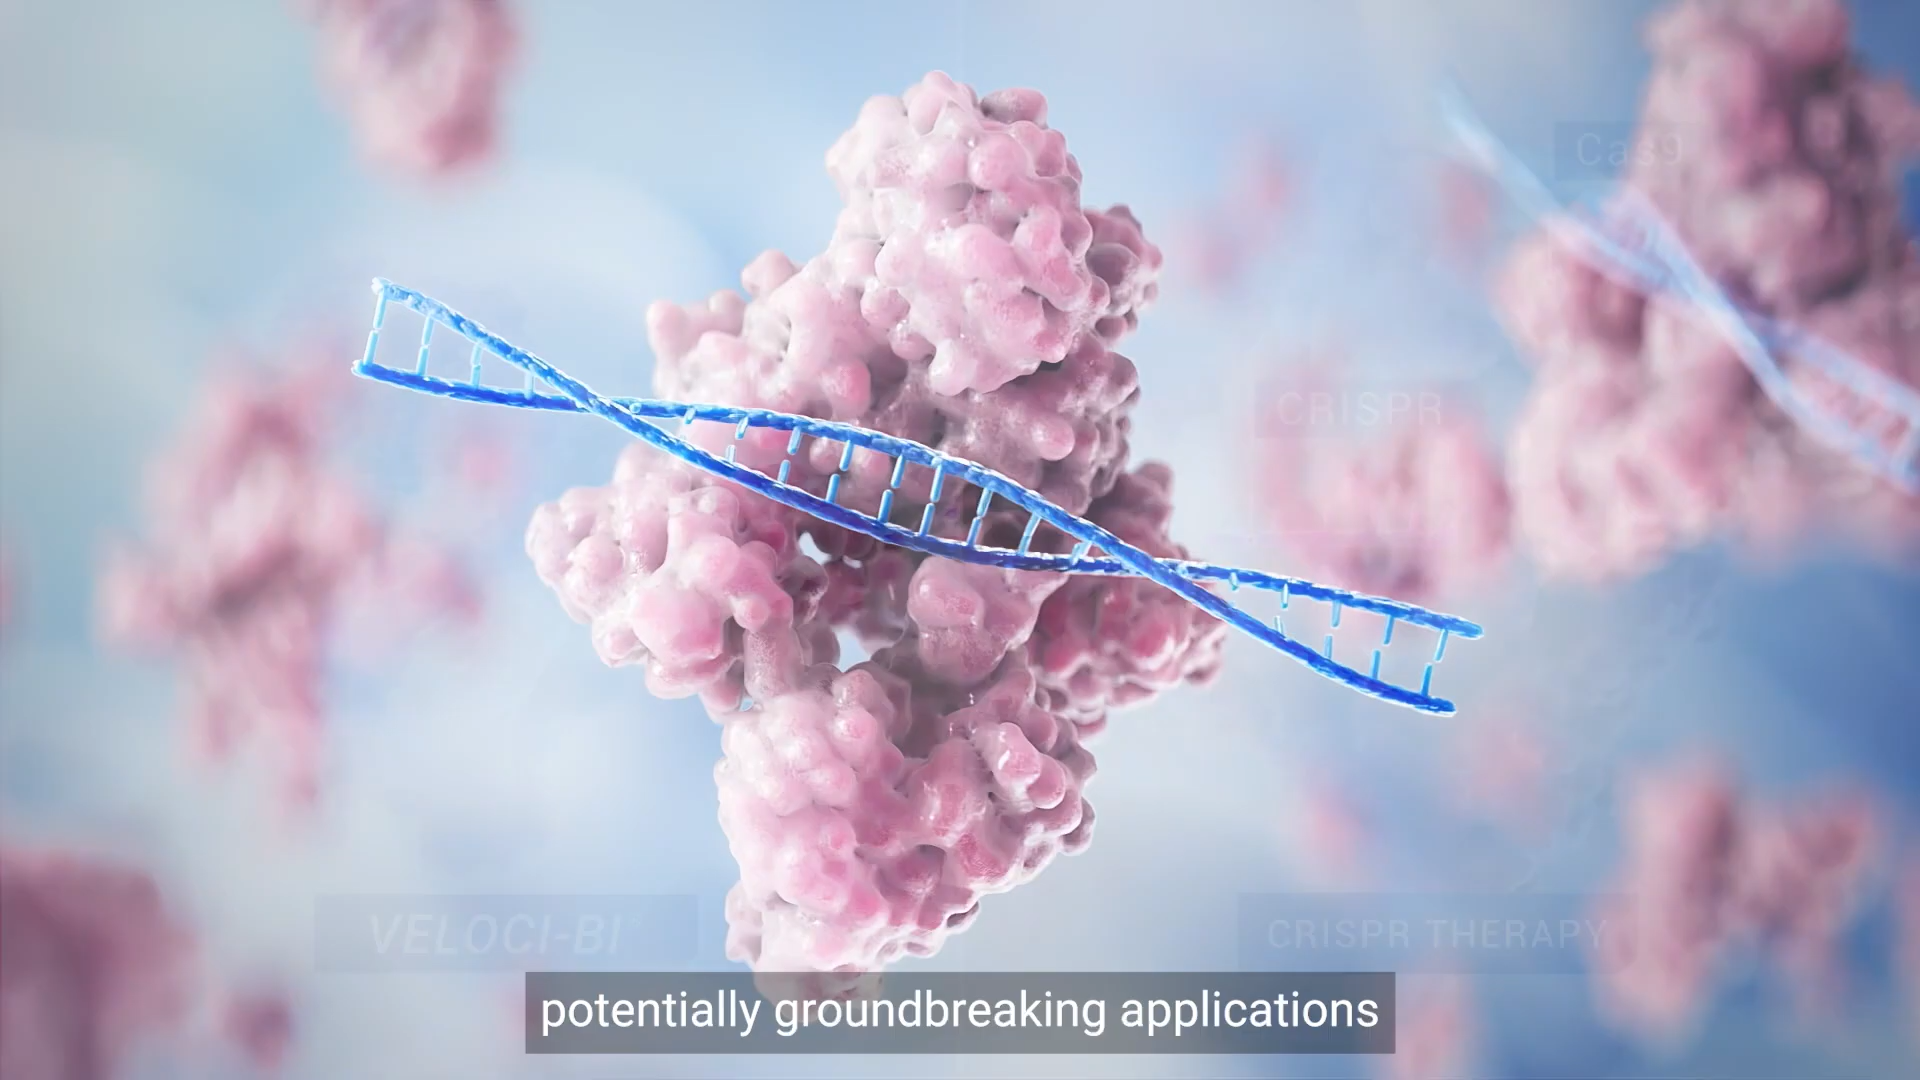 Cas9
CRISPR
VELOCI-BI®
CRISPR THERAPY
potentially groundbreaking applications